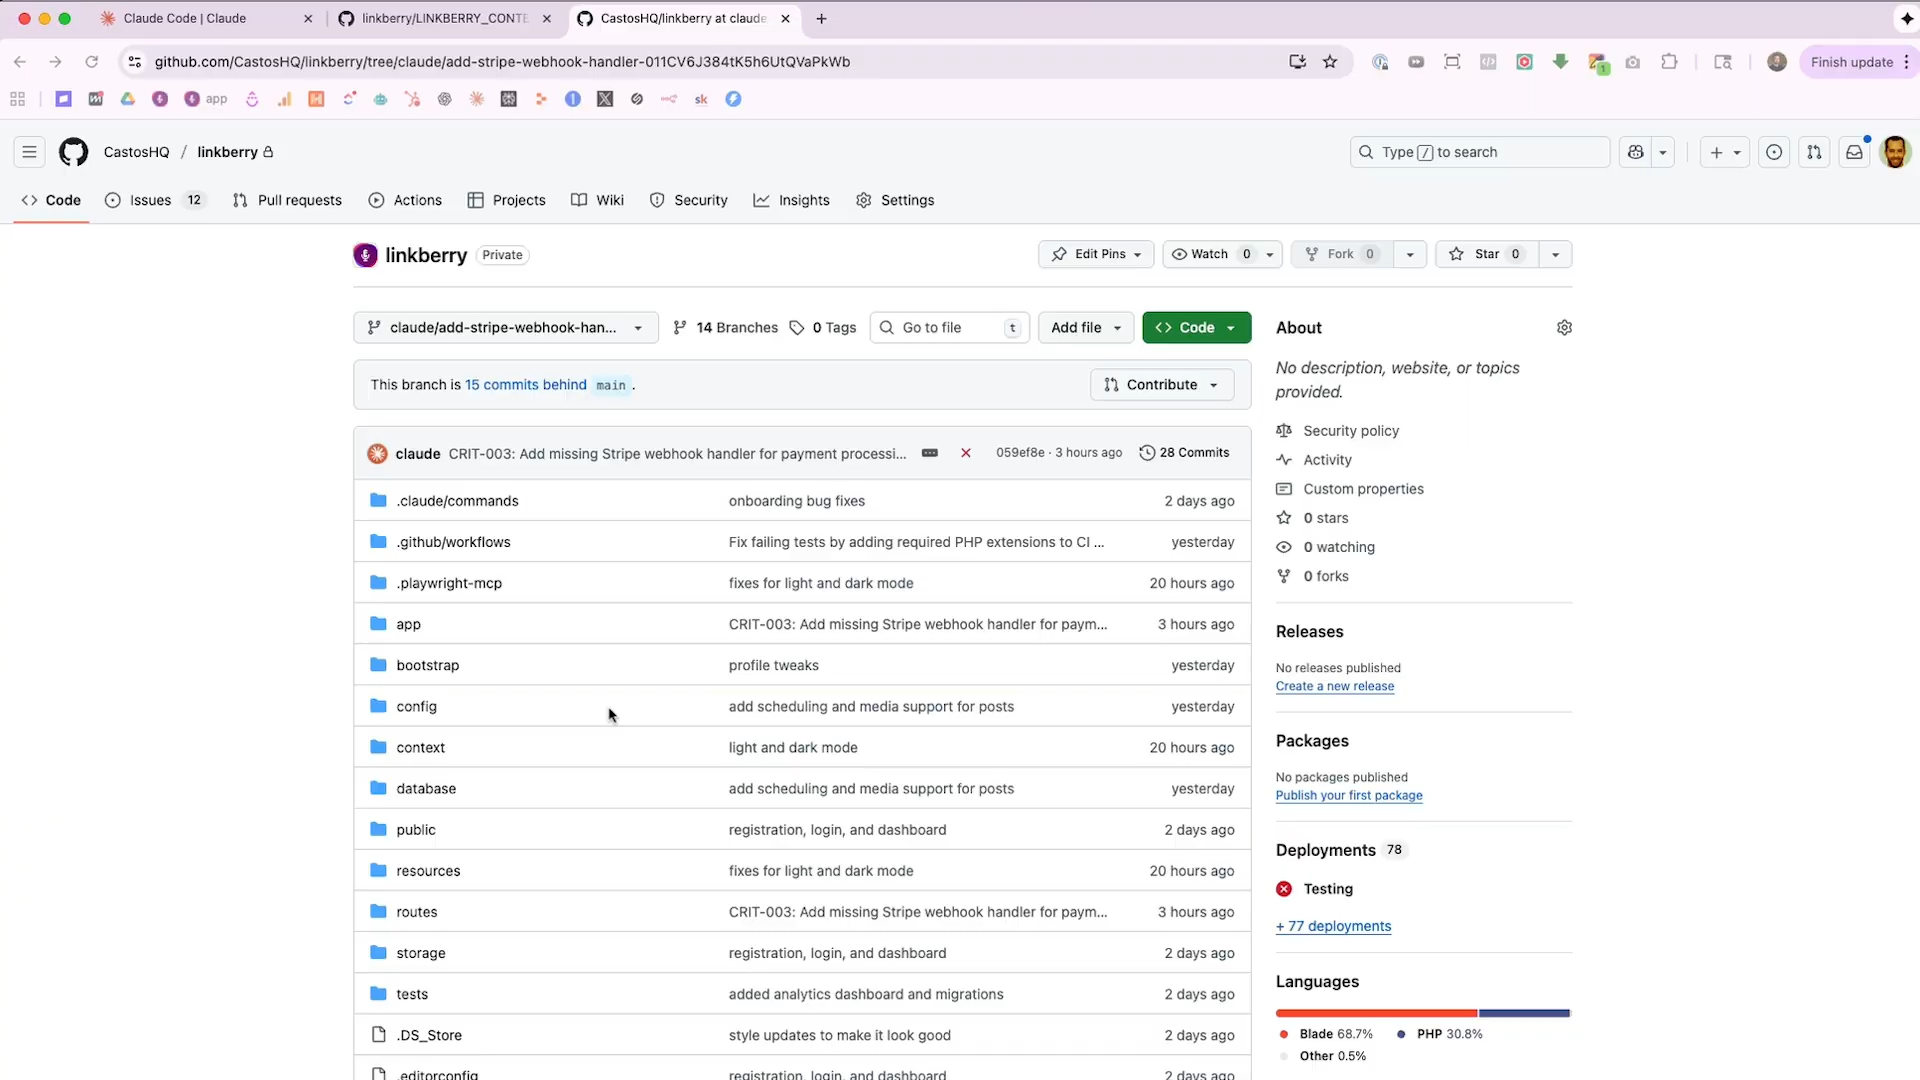 Claude Code | Claude
linkberry/LINKBERRY_CONTE
CastosHQ/linkberry at claude
github.com/CastosHQ/linkberry/tree/claude/add-stripe-webhook-handler-011CV6J384tK5h6UtQVaPkWb
1
Finish update
app
sk
CastosHQ / linkberry
Type / to search
Code
Issues 12
Pull requests
Actions
Projects
Wiki
Security
Insights
Settings
linkberry Private
Edit Pins
Watch 0
Fork 0
Star 0
claude/add-stripe-webhook-han...
14 Branches
0 Tags
Go to file t
Add file
Code
This branch is 15 commits behind main .
Contribute
claude CRIT-003: Add missing Stripe webhook handler for payment processi... 059ef8e · 3 hours ago 28 Commits
.claude/commands onboarding bug fixes 2 days ago
.github/workflows Fix failing tests by adding required PHP extensions to CI ... yesterday
.playwright-mcp fixes for light and dark mode 20 hours ago
app CRIT-003: Add missing Stripe webhook handler for paym... 3 hours ago
bootstrap profile tweaks yesterday
config add scheduling and media support for posts yesterday
context light and dark mode 20 hours ago
database add scheduling and media support for posts yesterday
public registration, login, and dashboard 2 days ago
resources fixes for light and dark mode 20 hours ago
routes CRIT-003: Add missing Stripe webhook handler for paym... 3 hours ago
storage registration, login, and dashboard 2 days ago
tests added analytics dashboard and migrations 2 days ago
.DS_Store style updates to make it look good 2 days ago
.editorconfig registration, login, and dashboard 2 days ago
About
No description, website, or topics
provided.
Security policy
Activity
Custom properties
0 stars
0 watching
0 forks
Releases
No releases published
Create a new release
Packages
No packages published
Publish your first package
Deployments 78
Testing
+ 77 deployments
Languages
Blade 68.7% PHP 30.8%
Other 0.5%